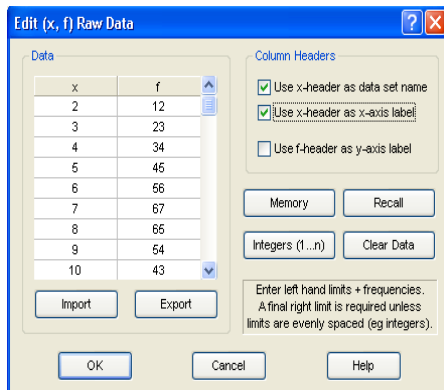 Edit (x, f) Raw Data
Data
x f
2 12
3 23
4 34
5 45
6 56
7 67
8 65
9 54
10 43
Import Export
Column Headers
Use x-header as data set name
Use x-header as x-axis label
Use f-header as y-axis label
Memory Recall
Integers (1...n) Clear Data
Enter left hand limits + frequencies.
A final right limit is required unless
limits are evenly spaced (eg integers).
OK Cancel Help